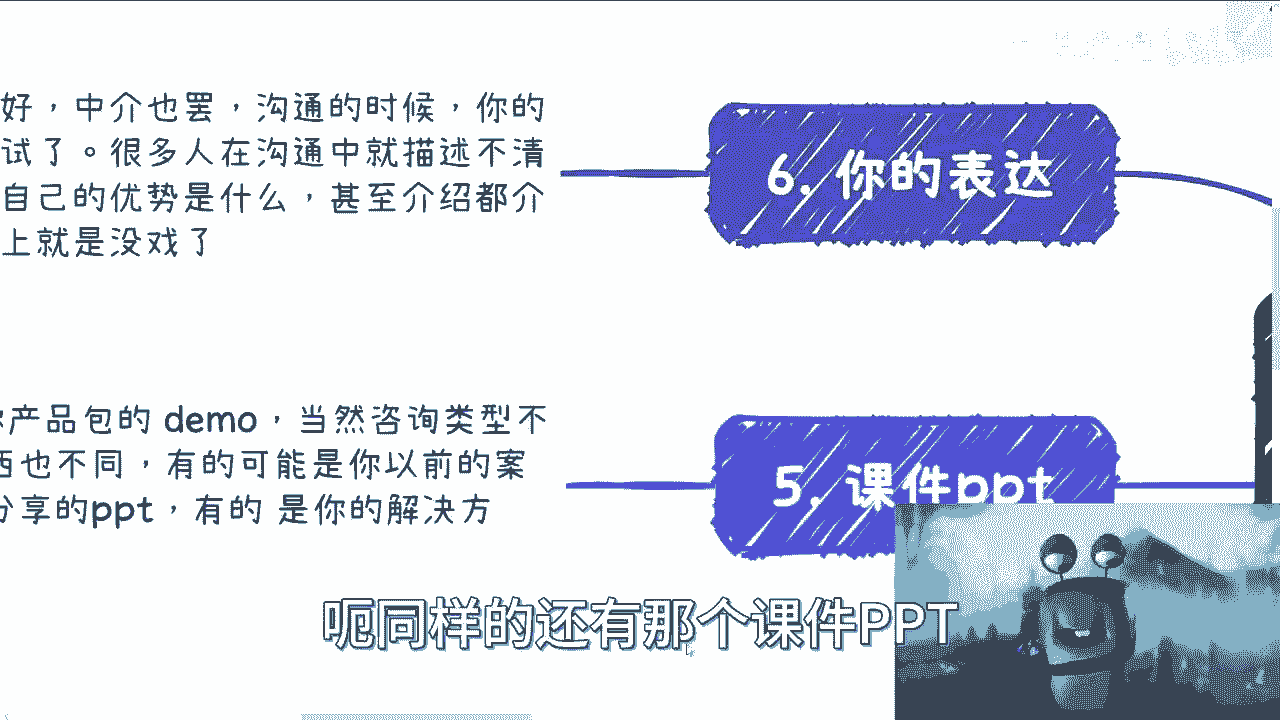 好，中介也罢，沟通的时候，你的
试了。很多人在沟通中就描述不清
自己的优势是什么，甚至介绍都介
上就是没戏了
6. 你的表达
产品包的 demo，当然咨询类型不
也不同，有的可能是你以前的案
分享的ppt，有的 是你的解决方
5. 课件ppt
呃同样的还有那个课件PPT